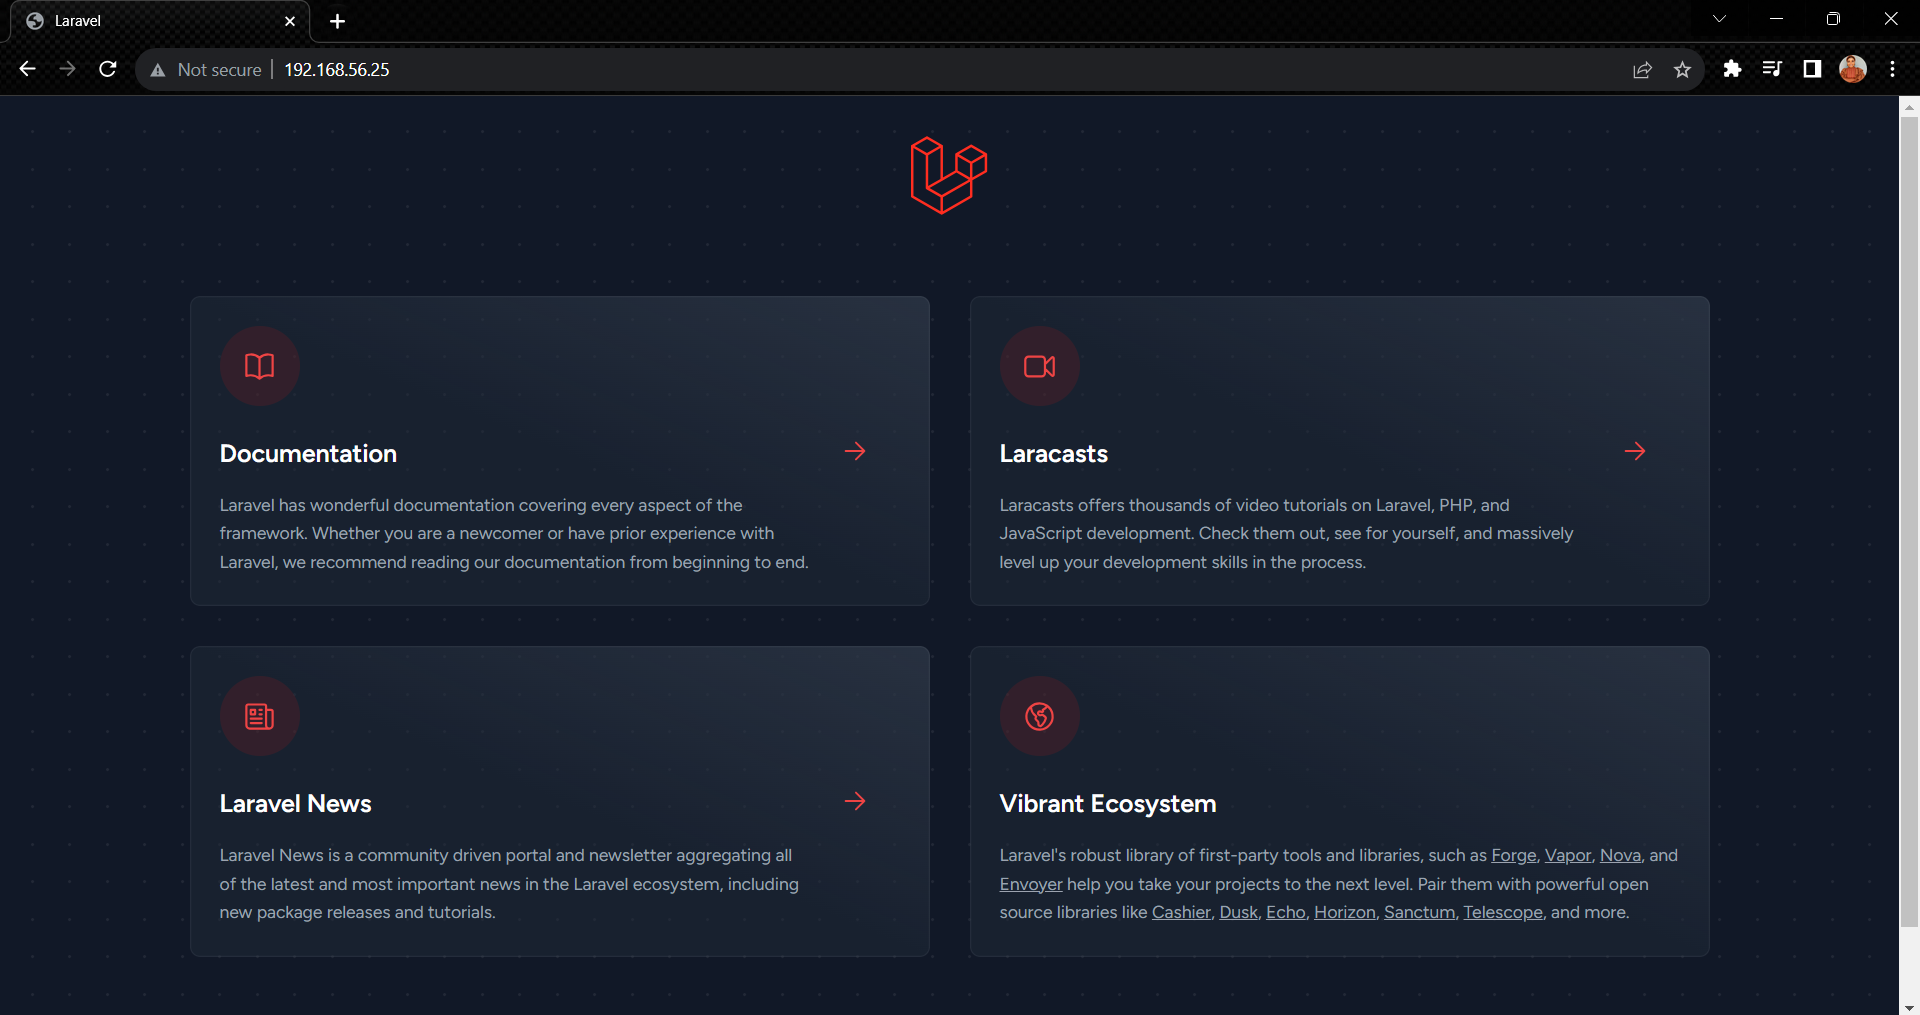 Laravel
Not secure 192.168.56.25
Documentation
Laravel has wonderful documentation covering every aspect of the
framework. Whether you are a newcomer or have prior experience with
Laravel, we recommend reading our documentation from beginning to end.
Laracasts
Laracasts offers thousands of video tutorials on Laravel, PHP, and
JavaScript development. Check them out, see for yourself, and massively
level up your development skills in the process.
Laravel News
Laravel News is a community driven portal and newsletter aggregating all
of the latest and most important news in the Laravel ecosystem, including
new package releases and tutorials.
Vibrant Ecosystem
Laravel's robust library of first-party tools and libraries, such as Forge, Vapor, Nova, and
Envoyer help you take your projects to the next level. Pair them with powerful open
source libraries like Cashier, Dusk, Echo, Horizon, Sanctum, Telescope, and more.